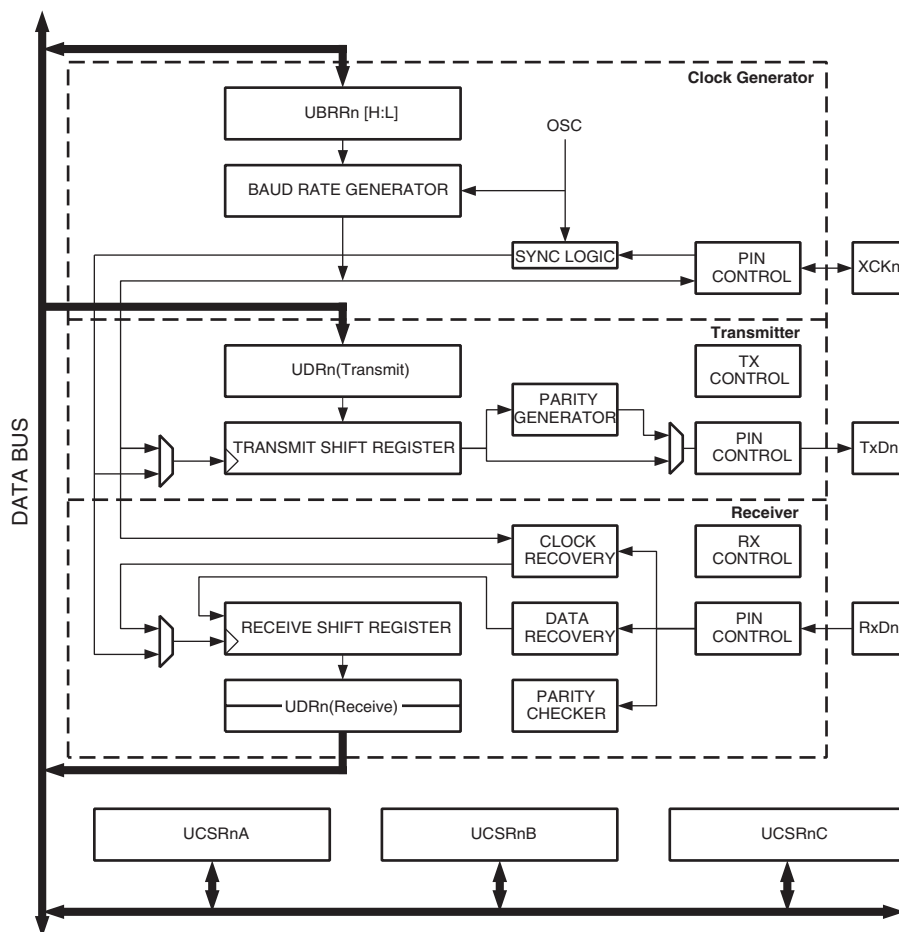 Clock Generator
UBRRn [H:L]
OSC
BAUD RATE GENERATOR
SYNC LOGIC
PIN
CONTROL
XCKn
Transmitter
UDRn(Transmit)
TX
CONTROL
PARITY
GENERATOR
TRANSMIT SHIFT REGISTER
PIN
CONTROL
TxDn
DATA BUS
Receiver
CLOCK
RECOVERY
RX
CONTROL
RECEIVE SHIFT REGISTER
DATA
RECOVERY
PIN
CONTROL
RxDn
UDRn(Receive)
PARITY
CHECKER
UCSRnA
UCSRnB
UCSRnC